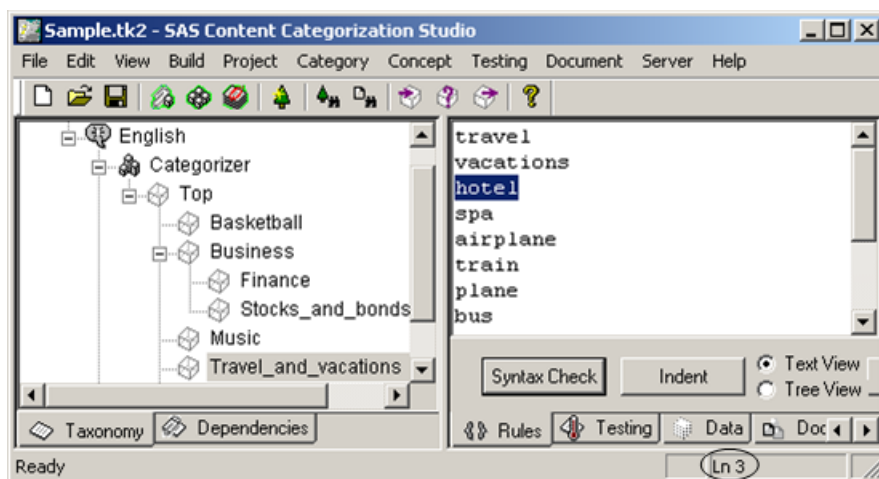 Sample.tk2 - SAS Content Categorization Studio
File Edit View Build Project Category Concept Testing Document Server Help
English
Categorizer
Top
Basketball
Business
Finance
Stocks_and_bonds
Music
Travel_and_vacations
Taxonomy Dependencies
travel
vacations
hotel
spa
airplane
train
plane
bus
Syntax Check Indent Text View
Tree View
Rules Testing Data Doc
Ready Ln 3